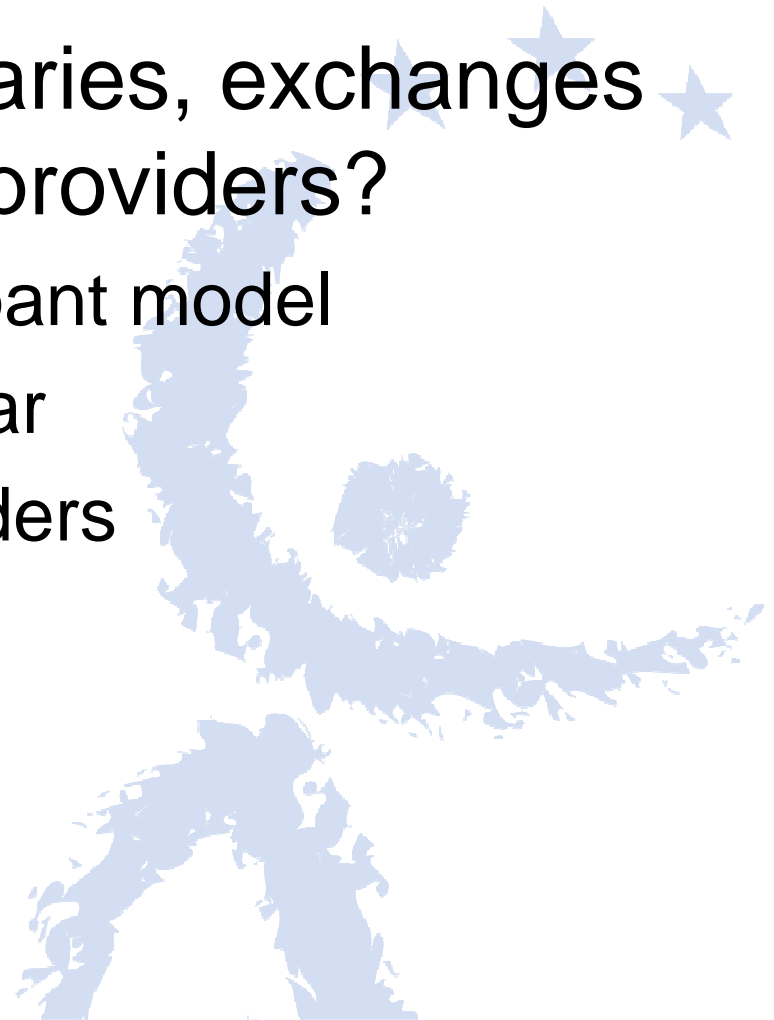 aries, exchanges
providers?
pant model
ar
ders